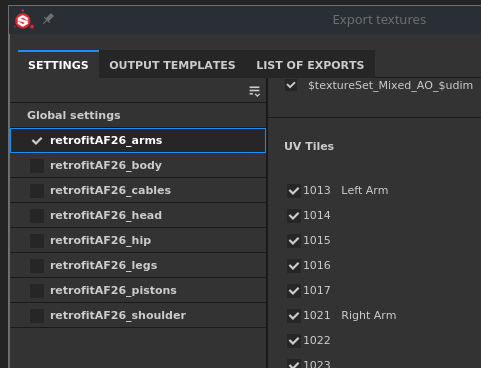 Export textures
SETTINGS
OUTPUT TEMPLATES
LIST OF EXPORTS
Global settings
retrofitAF26_arms
retrofitAF26_body
retrofitAF26_cables
retrofitAF26_head
retrofitAF26_hip
retrofitAF26_legs
retrofitAF26_pistons
retrofitAF26_shoulder
$textureSet_Mixed_AO_$udim
UV Tiles
1013 Left Arm
1014
1015
1016
1017
1021 Right Arm
1022
1023